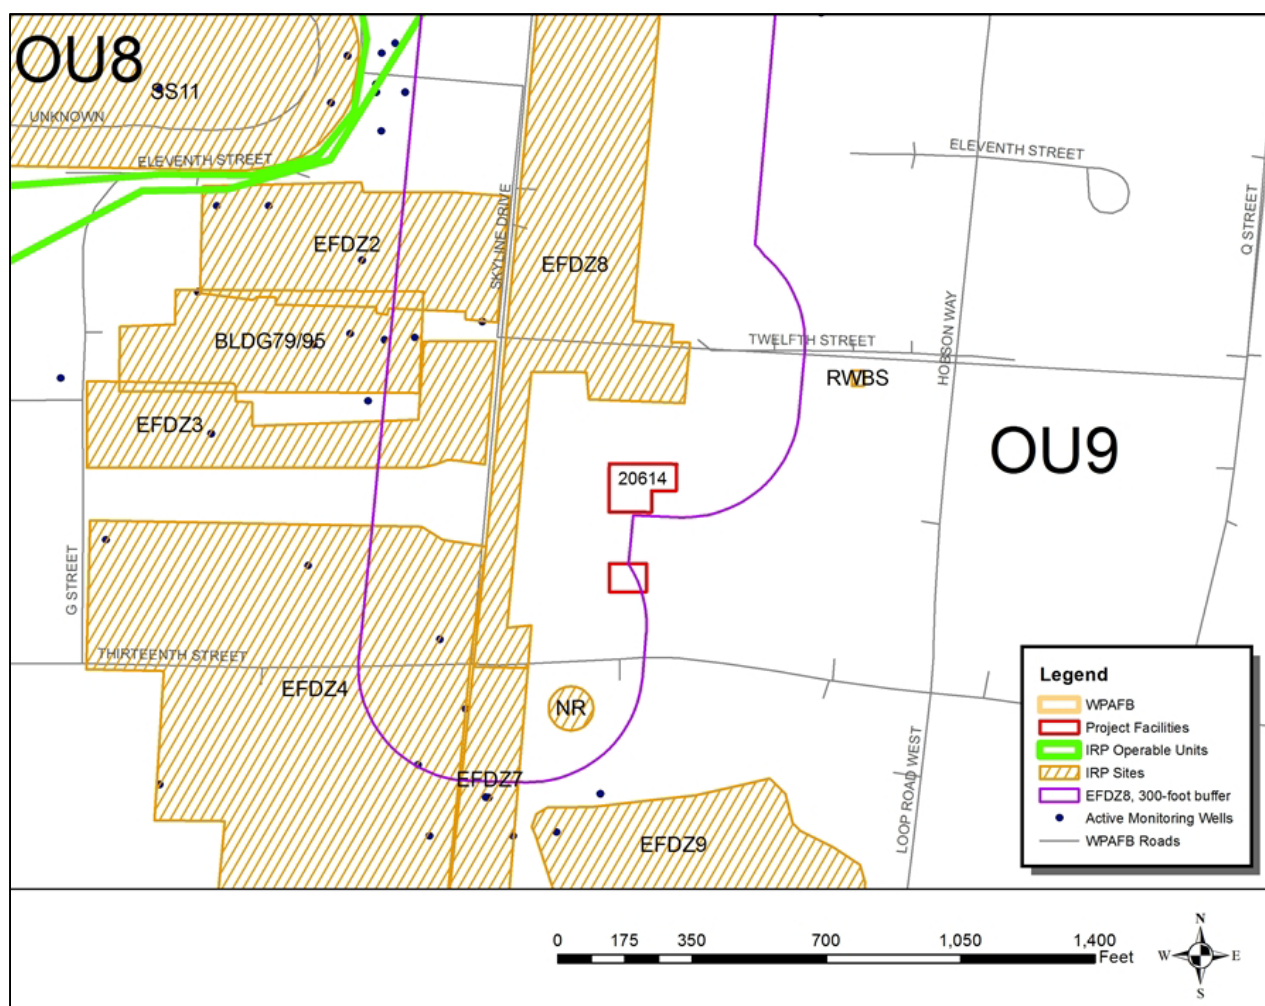 OU8
SS11
UNKNOWN
ELEVENTH STREET
ELEVENTH STREET
SKYLINE DRIVE
Q STREET
EFDZ2
EFDZ8
BLDG79/95
TWELFTH STREET
HOBSON WAY
RWBS
EFDZ3
OU9
20614
G STREET
THIRTEENTH STREET
EFDZ4
NR
EFDZ7
LOOP ROAD WEST
EFDZ9
Legend
WPAFB
Project Facilities
IRP Operable Units
IRP Sites
EFDZ8, 300-foot buffer
Active Monitoring Wells
WPAFB Roads
0 175 350 700 1,050 1,400
Feet
N
W E
S